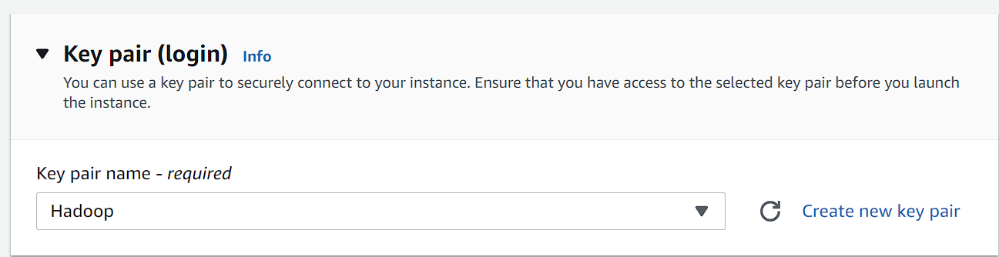 Key pair (login) Info
You can use a key pair to securely connect to your instance. Ensure that you have access to the selected key pair before you launch
the instance.
Key pair name - required
Hadoop
Create new key pair